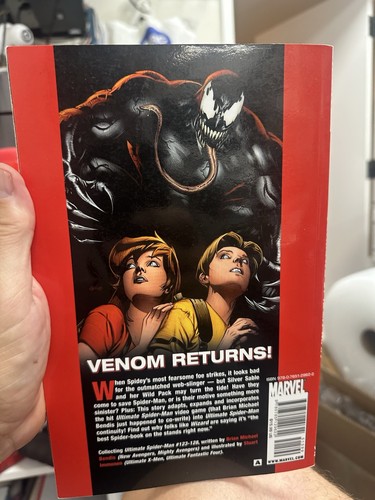 VENOM RETURNS!
When Spidey's most fearsome foe strikes, it looks bad
for the outmatched web-slinger — but Silver Sable
and her Wild Pack may turn the tide! Have they
come to save Spider-Man, or is their motive something more
sinister? Plus: This story adapts, expands and incorporates
the hit Ultimate Spider-Man video game (that Brian Michael
Bendis just happened to co-write) into Ultimate Spider-Man
continuity! Find out why folks like Wizard are saying it's "the
best Spider-book on the stands right now."
Collecting Ultimate Spider-Man #123-128, written by Brian Michael
Bendis (New Avengers, Mighty Avengers) and illustrated by Stuart
Immonen (Ultimate X-Men, Ultimate Fantastic Four).
MARVEL
A
WWW.MARVEL.COM